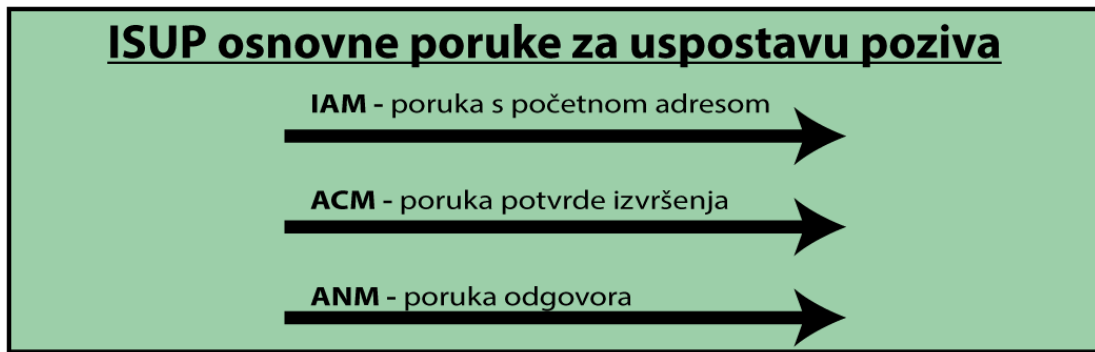 ISUP osnovne poruke za uspostavu poziva
IAM - poruka s početnom adresom
ACM - poruka potvrde izvršenja
ANM - poruka odgovora